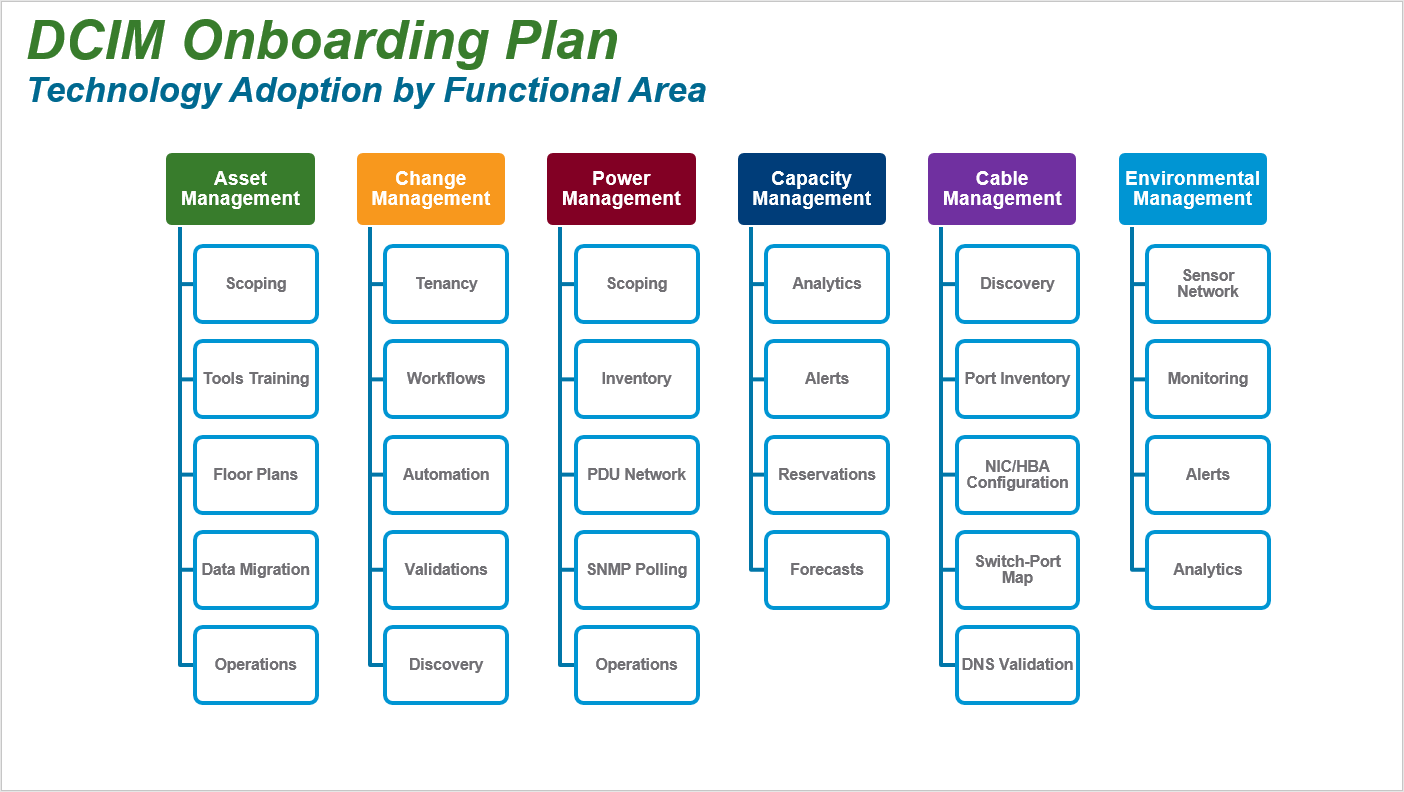 DCIM Onboarding Plan
Technology Adoption by Functional Area
Asset
Management
Scoping
Tools Training
Floor Plans
Data Migration
Operations
Change
Management
Tenancy
Workflows
Automation
Validations
Discovery
Power
Management
Scoping
Inventory
PDU Network
SNMP Polling
Operations
Capacity
Management
Analytics
Alerts
Reservations
Forecasts
Cable
Management
Discovery
Port Inventory
NIC/HBA
Configuration
Switch-Port
Map
DNS Validation
Environmental
Management
Sensor
Network
Monitoring
Alerts
Analytics